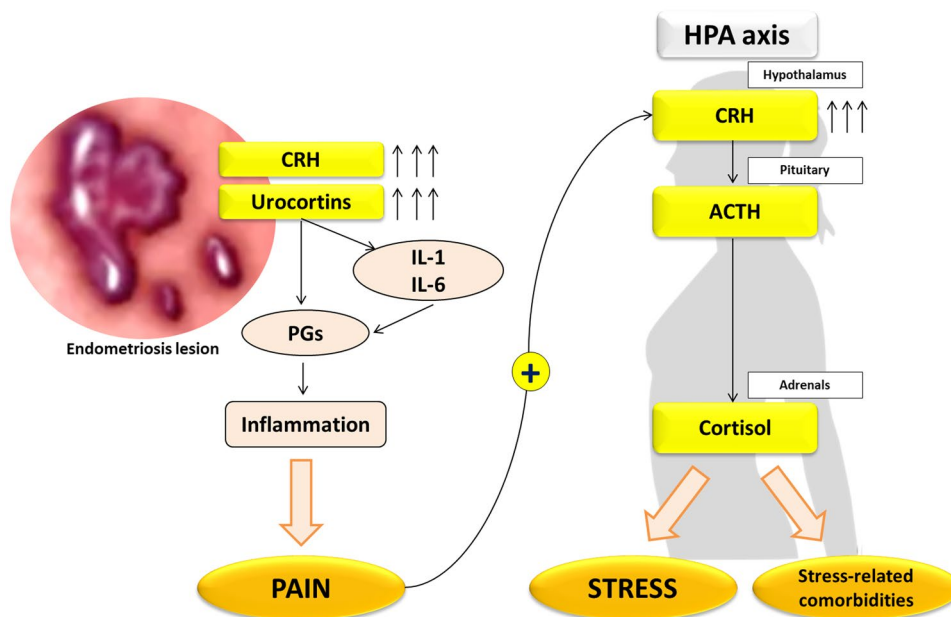 HPA axis
Hypothalamus
CRH
CRH
Urocortins
Pituitary
ACTH
IL-1
IL-6
PGs
Endometriosis lesion
+
Adrenals
Inflammation
Cortisol
PAIN
STRESS
Stress-related
comorbidities